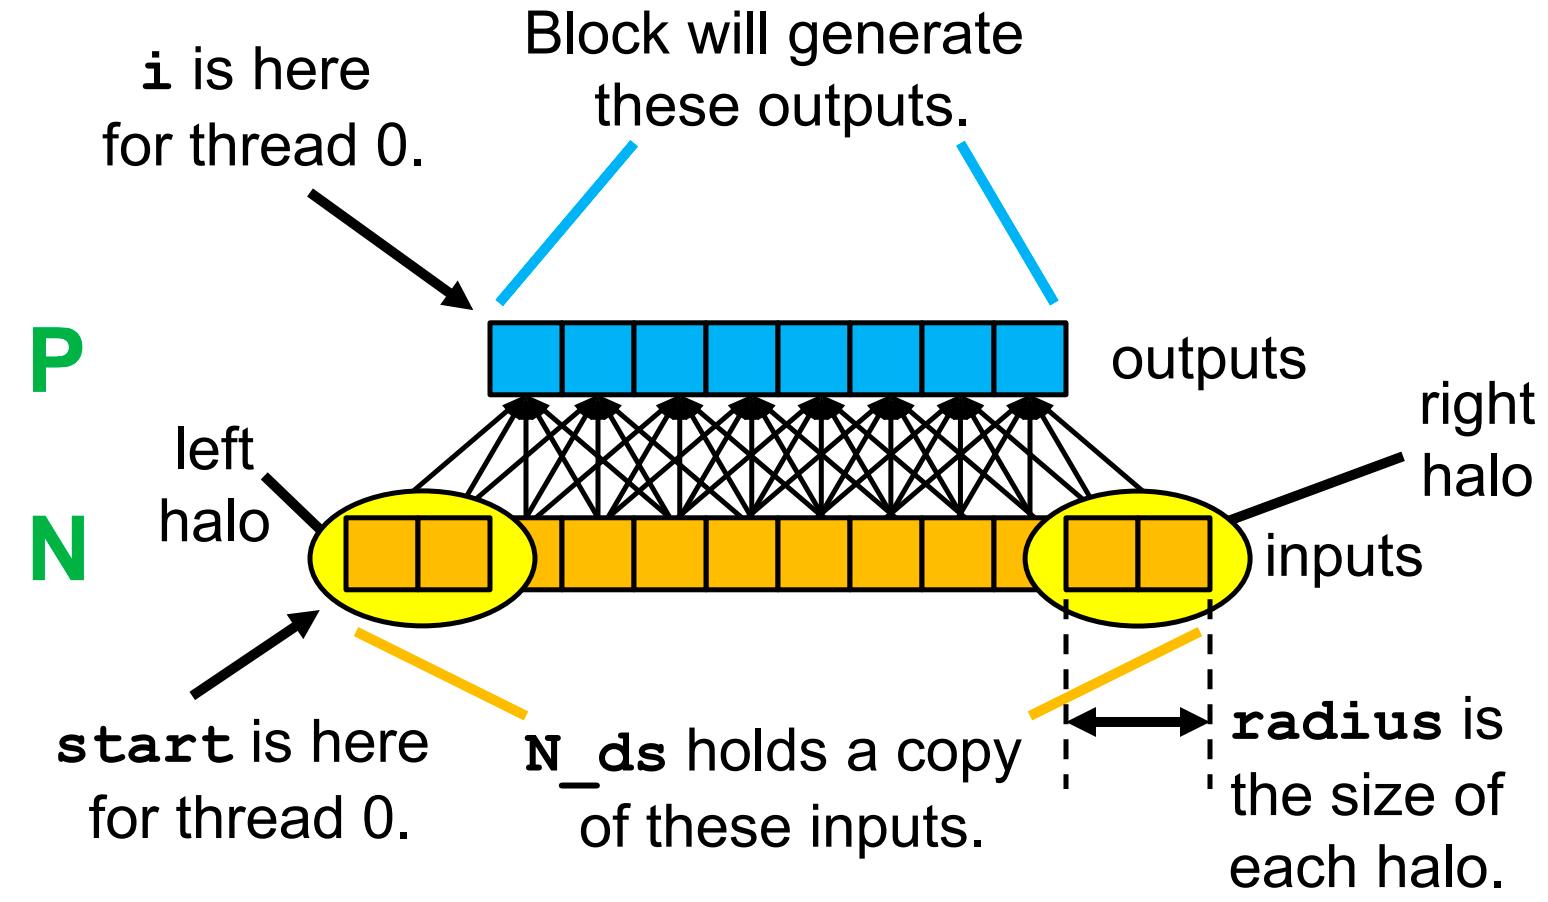 Block will generate
these outputs.
i is here
for thread 0.
P
outputs
right
halo
left
halo
N
inputs
start is here
for thread 0.
N_ds holds a copy
of these inputs.
radius is
the size of
each halo.